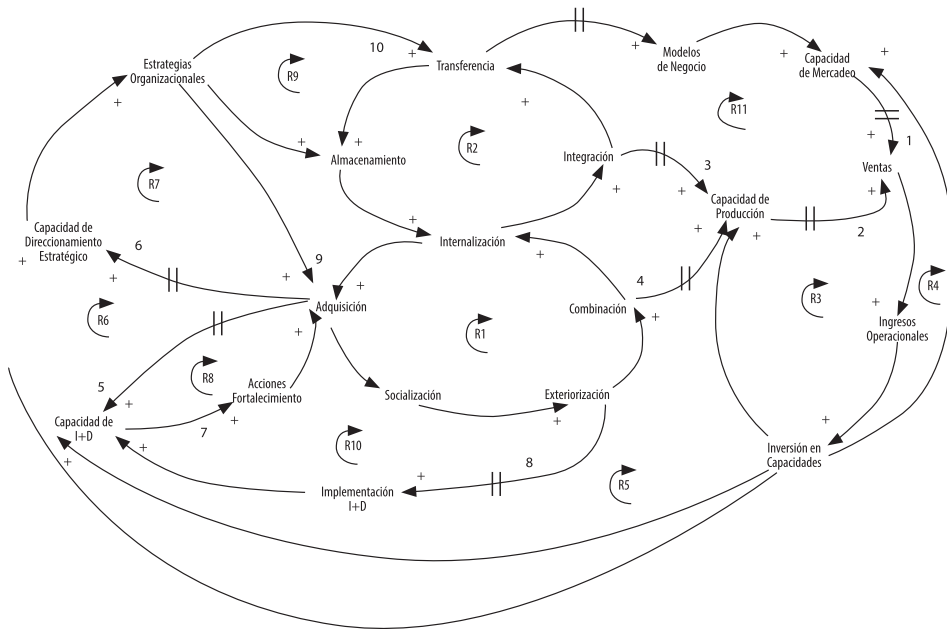 10
Estrategias
Organizacionales
+
R9
+
Transferencia
+
Modelos
de Negocio
+
Capacidad
de Mercadeo
+
+
+
R11
+
R2
+
+
Almacenamiento
Integración
+
3
+
1
Ventas
+
R7
+
Capacidad de
Producción
+
+
2
Capacidad de
Direccionamiento
Estratégico
+
6
+
+
Internalización
+
9
+
+
Adquisición
+
4
Combinación
+
R3
R4
+
Ingresos
Operacionales
R6
R1
R8
Acciones
Fortalecimiento
+
5
+
Socialización
Exteriorización
+
Capacidad de
I+D
7
+
+
+
R10
8
+
Implementación
I+D
R5
+
Inversión en
Capacidades